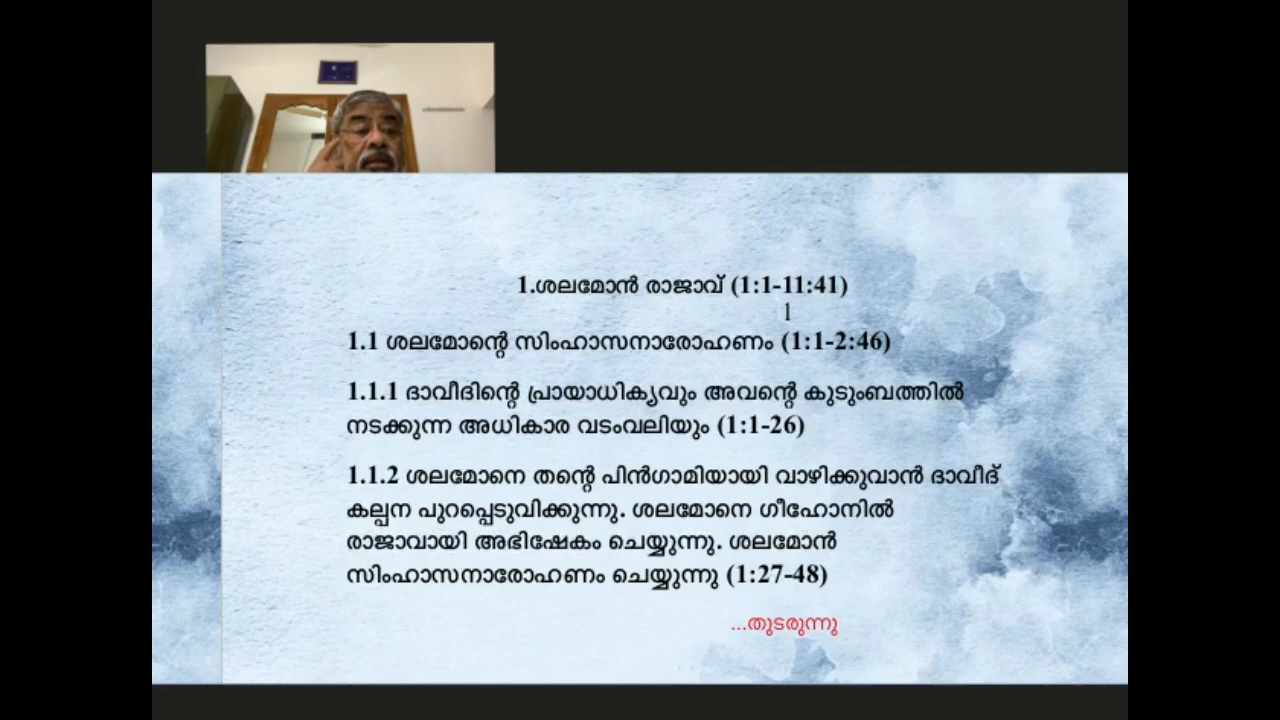 1.ശലമോൻ രാജാവ് (1:1-11:41)
1.1 ശലമോന്റെ സിംഹാസനാരോഹണം (1:1-2:46)
1.1.1 ദാവീദിന്റെ പ്രായാധിക്യവും അവന്റെ കുടുംബത്തിൽ
നടക്കുന്ന അധികാര വടംവലിയും (1:1-26)
1.1.2 ശലമോനെ തന്റെ പിൻഗാമിയായി വാഴിക്കുവാൻ ദാവീദ്
കല്പന പുറപ്പെടുവിക്കുന്നു. ശലമോനെ ഗീഹോനിൽ
രാജാവായി അഭിഷേകം ചെയ്യുന്നു. ശലമോൻ
സിംഹാസനാരോഹണം ചെയ്യുന്നു (1:27-48)
...തുടരുന്നു